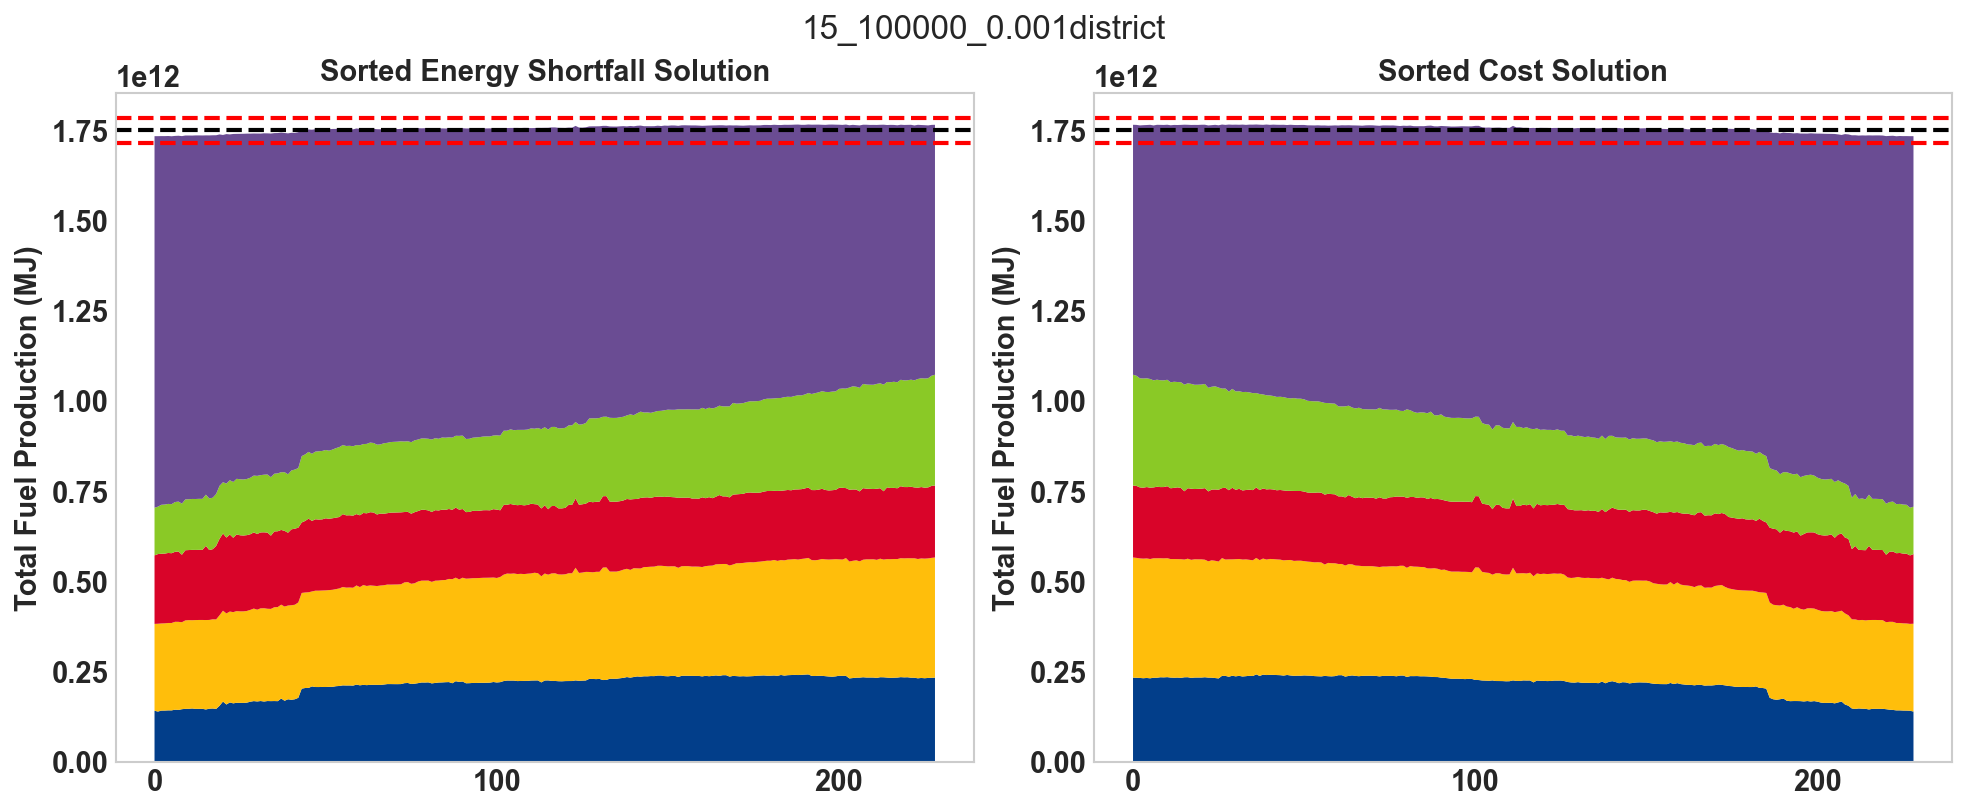 15_100000_0.001district
Sorted Energy Shortfall Solution
1e12
Total Fuel Production (MJ)
1.75
1.50
1.25
1.00
0.75
0.50
0.25
0.00
0 100 200
Sorted Cost Solution
1e12
Total Fuel Production (MJ)
1.75
1.50
1.25
1.00
0.75
0.50
0.25
0.00
0 100 200